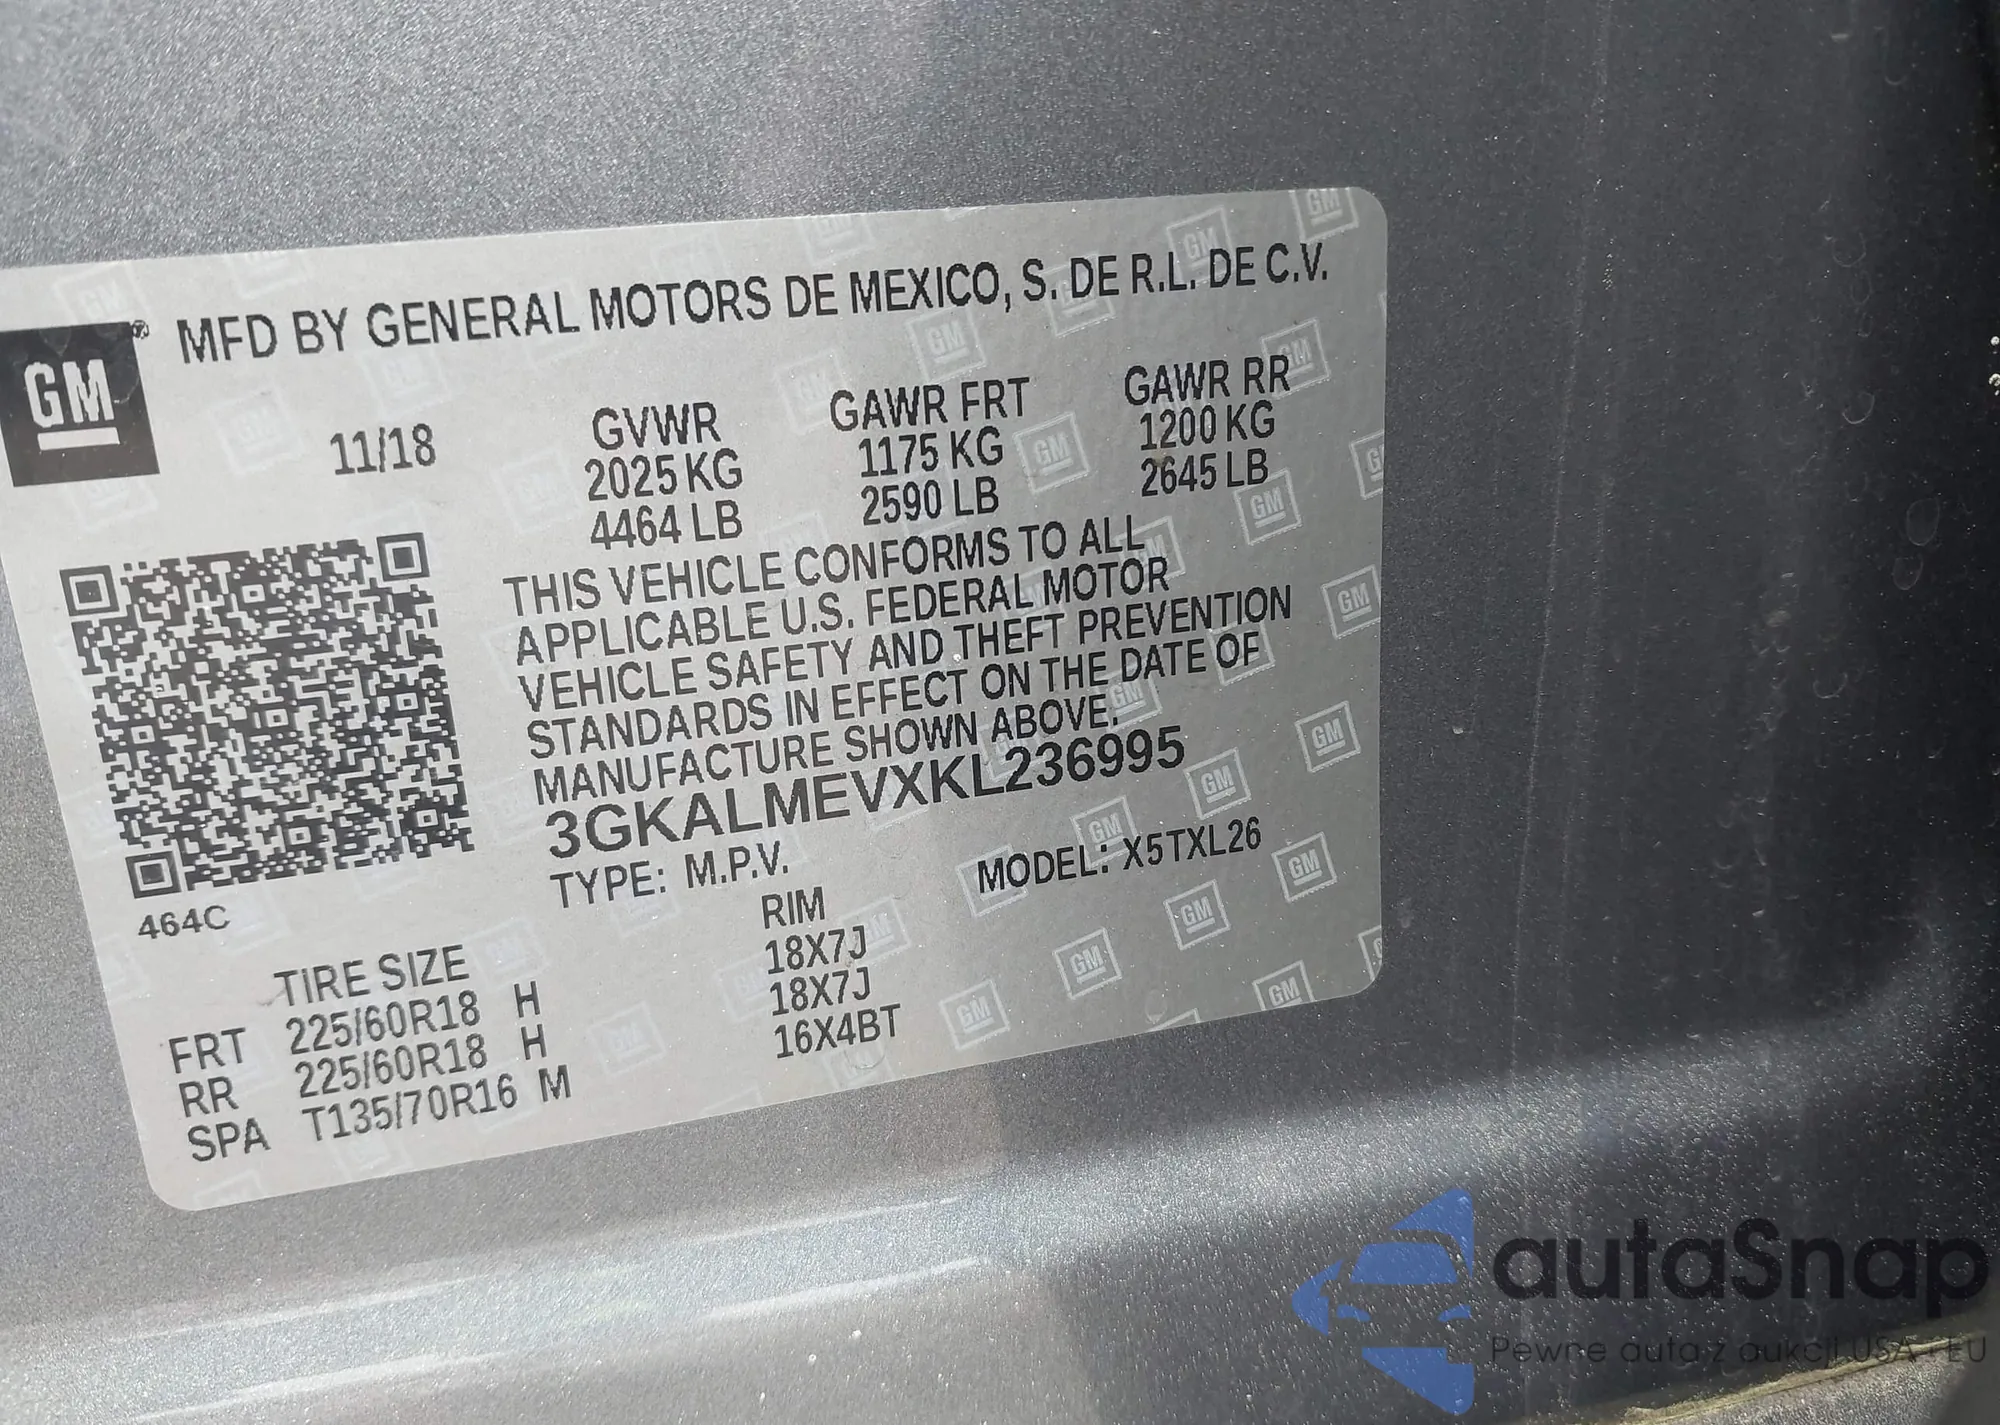 MFD BY GENERAL MOTORS DE MEXICO, S. DE R.L. DE C.V.
GM®
11/18
GVWR GAWR FRT GAWR RR
2025 KG 1175 KG 1200 KG
4464 LB 2590 LB 2645 LB
THIS VEHICLE CONFORMS TO ALL
APPLICABLE U.S. FEDERAL MOTOR
VEHICLE SAFETY AND THEFT PREVENTION
STANDARDS IN EFFECT ON THE DATE OF
MANUFACTURE SHOWN ABOVE.
3GKALMEVXKL236995
TYPE: M.P.V. MODEL: X5TXL26
464C
TIRE SIZE RIM
FRT 225/60R18 H 18X7J
RR 225/60R18 H 18X7J
SPA T135/70R16 M 16X4BT
autaSnap
Pewne auta z aukcji USA i EU